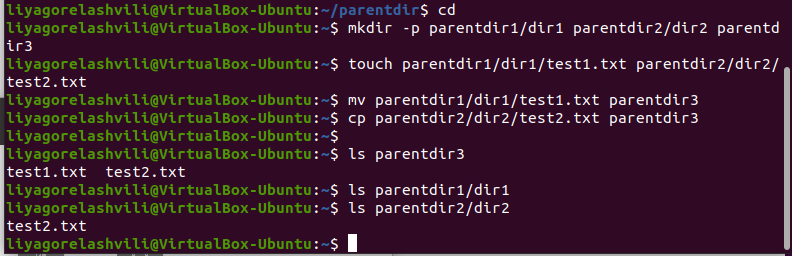 liyagorelashvili@VirtualBox-Ubuntu:~/parentdir$ cd
liyagorelashvili@VirtualBox-Ubuntu:~$ mkdir -p parentdir1/dir1 parentdir2/dir2 parentd
ir3
liyagorelashvili@VirtualBox-Ubuntu:~$ touch parentdir1/dir1/test1.txt parentdir2/dir2/
test2.txt
liyagorelashvili@VirtualBox-Ubuntu:~$ mv parentdir1/dir1/test1.txt parentdir3
liyagorelashvili@VirtualBox-Ubuntu:~$ cp parentdir2/dir2/test2.txt parentdir3
liyagorelashvili@VirtualBox-Ubuntu:~$
liyagorelashvili@VirtualBox-Ubuntu:~$ ls parentdir3
test1.txt  test2.txt
liyagorelashvili@VirtualBox-Ubuntu:~$ ls parentdir1/dir1
liyagorelashvili@VirtualBox-Ubuntu:~$ ls parentdir2/dir2
test2.txt
liyagorelashvili@VirtualBox-Ubuntu:~$